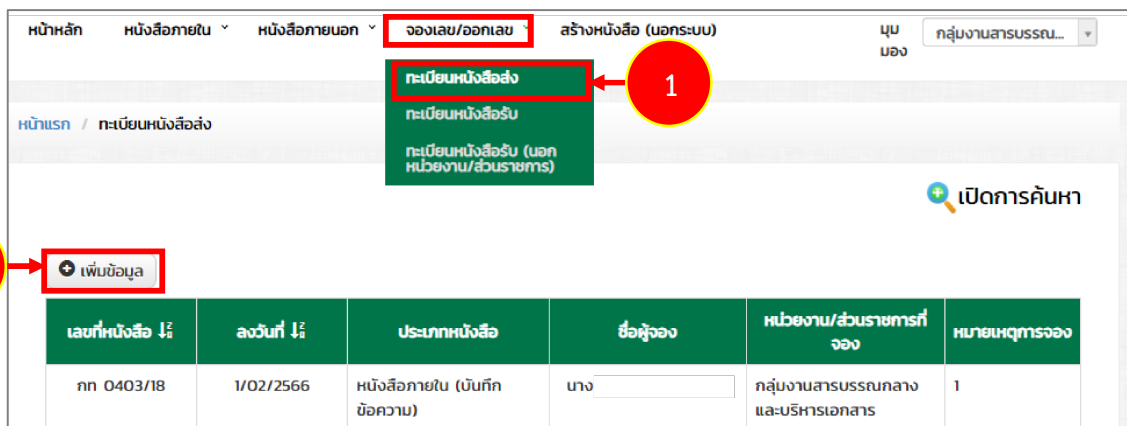 หน้าหลัก หนังสือภายใน หนังสือภายนอก จองเลข/ออกเลข สร้างหนังสือ (นอกระบบ) มุมมอง กลุ่มงานสารบรรณ...
ทะเบียนหนังสือส่ง
1
ทะเบียนหนังสือรับ
ทะเบียนหนังสือรับ (นอก
หน่วยงาน/ส่วนราชการ)
หน้าแรก / ทะเบียนหนังสือส่ง
เปิดการค้นหา
เพิ่มข้อมูล
เลขที่หนังสือ ลงวันที่ ประเภทหนังสือ ชื่อผู้จอง หน่วยงาน/ส่วนราชการที่จอง หมายเหตุการจอง
กท 0403/18 1/02/2566 หนังสือภายใน (บันทึก นาง กลุ่มงานสารบรรณกลาง 1
ข้อความ) และบริหารเอกสาร